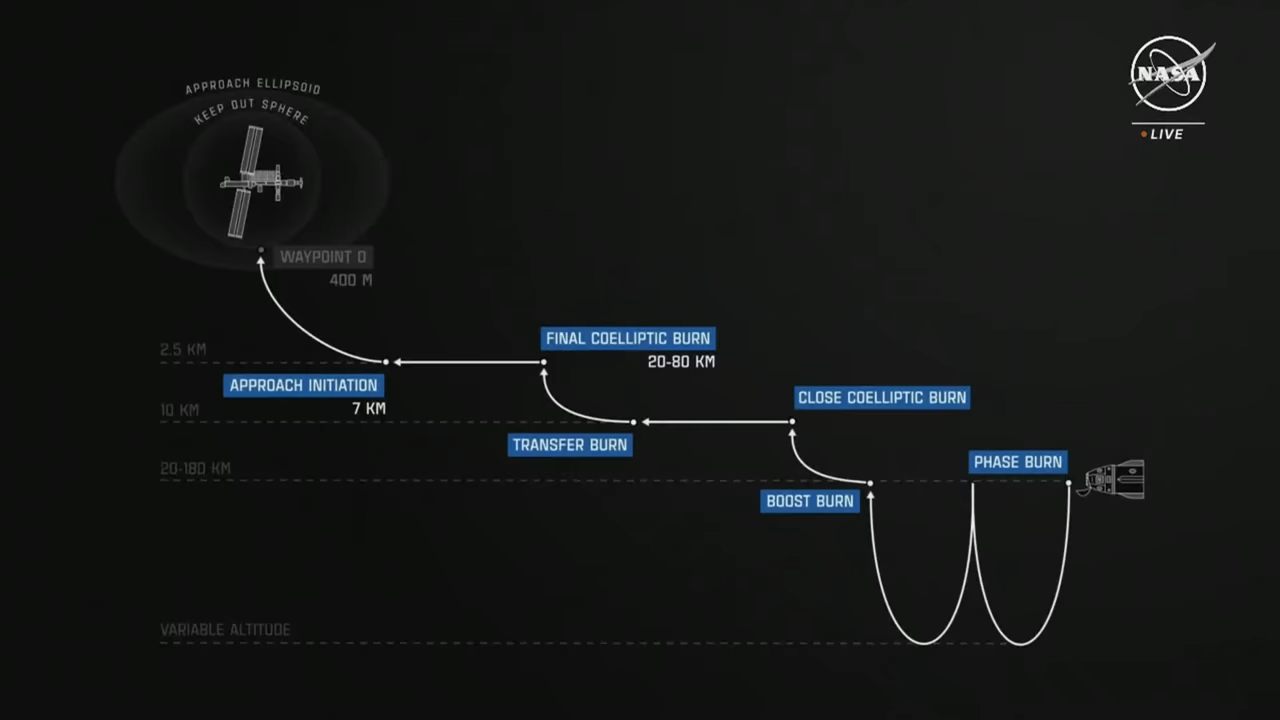 NASA
LIVE
APPROACH ELLIPSOID
KEEP OUT SPHERE
WAYPOINT 0
400 M
FINAL COELLIPTIC BURN
20-80 KM
2.5 KM
APPROACH INITIATION
7 KM
CLOSE COELLIPTIC BURN
10 KM
TRANSFER BURN
PHASE BURN
20-180 KM
BOOST BURN
VARIABLE ALTITUDE